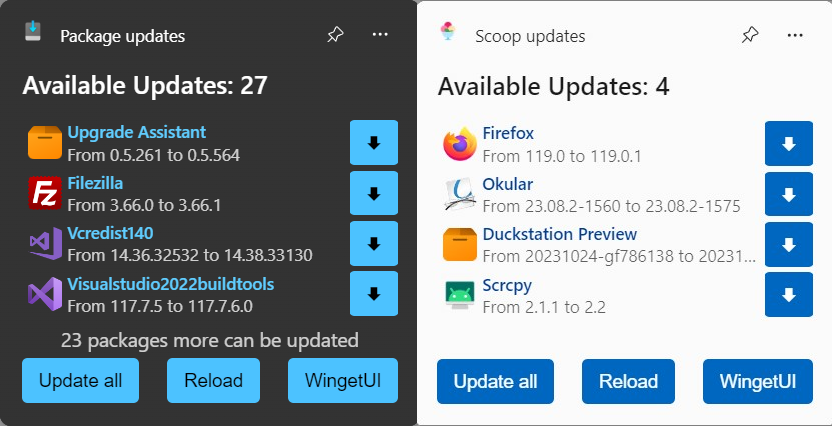 Package updates
Available Updates: 27
Upgrade Assistant
From 0.5.261 to 0.5.564
Fz
Filezilla
From 3.66.0 to 3.66.1
Vcredist140
From 14.36.32532 to 14.38.33130
Visualstudio2022buildtools
From 117.7.5 to 117.7.6.0
23 packages more can be updated
Update all
Reload
WingetUI
Scoop updates
Available Updates: 4
Firefox
From 119.0 to 119.0.1
Okular
From 23.08.2-1560 to 23.08.2-1575
Duckstation Preview
From 20231024-gf786138 to 20231...
Scrcpy
From 2.1.1 to 2.2
Update all
Reload
WingetUI